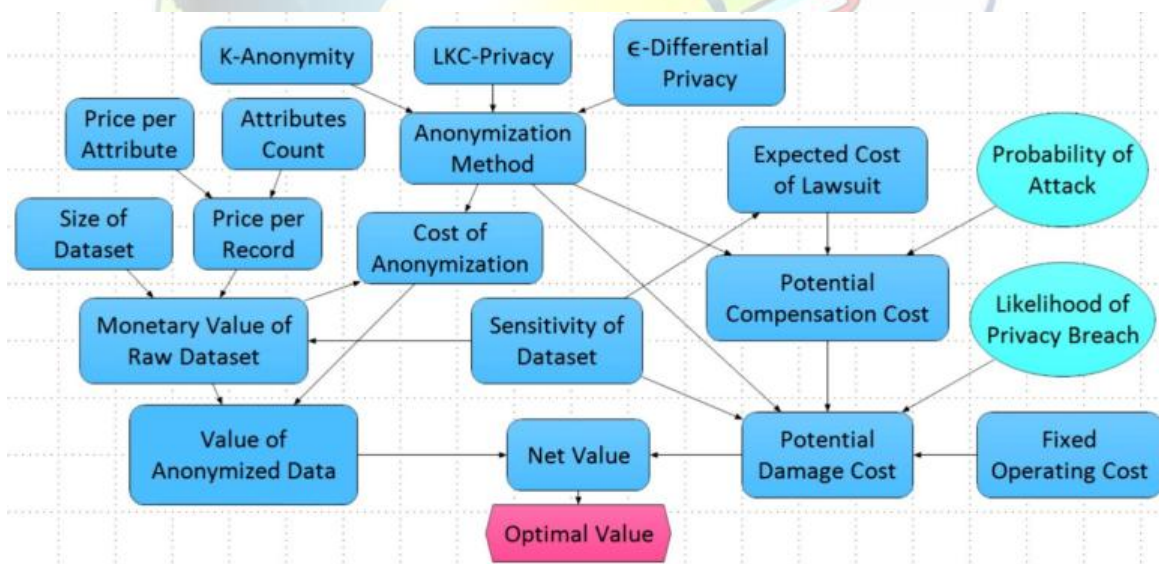 K-Anonymity
LKC-Privacy
ϵ-Differential
Privacy
Price per
Attribute
Attributes
Count
Anonymization
Method
Expected Cost
of Lawsuit
Probability of
Attack
Size of
Dataset
Price per
Record
Cost of
Anonymization
Potential
Compensation Cost
Likelihood of
Privacy Breach
Monetary Value of
Raw Dataset
Sensitivity of
Dataset
Value of
Anonymized Data
Net Value
Potential
Damage Cost
Fixed
Operating Cost
Optimal Value